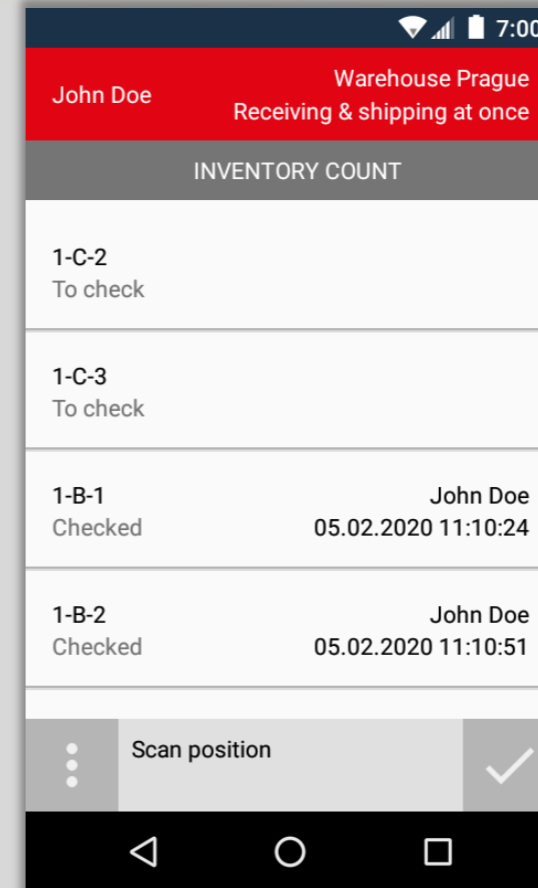 7:00
John Doe
Warehouse Prague
Receiving & shipping at once
INVENTORY COUNT
1-C-2
To check
1-C-3
To check
1-B-1
John Doe
Checked
05.02.2020 11:10:24
1-B-2
John Doe
Checked
05.02.2020 11:10:51
Scan position